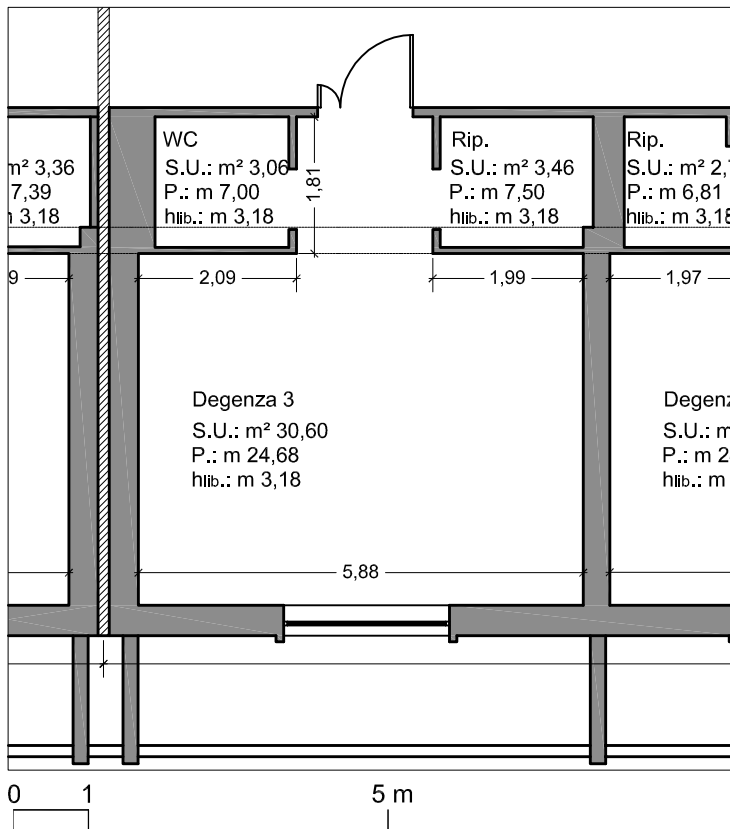 m² 3,36
7,39
3,18
WC
S.U.: m² 3,06
P.: m 7,00
hlib.: m 3,18
1,81
Rip.
S.U.: m² 3,46
P.: m 7,50
hlib.: m 3,18
Rip.
S.U.: m² 2,
P.: m 6,81
hlib.: m 3,18
9
2,09
1,99
1,97
Degenza 3
S.U.: m² 30,60
P.: m 24,68
hlib.: m 3,18
Degenz
S.U.: m
P.: m 2
hlib.: m
5,88
0 1 5 m